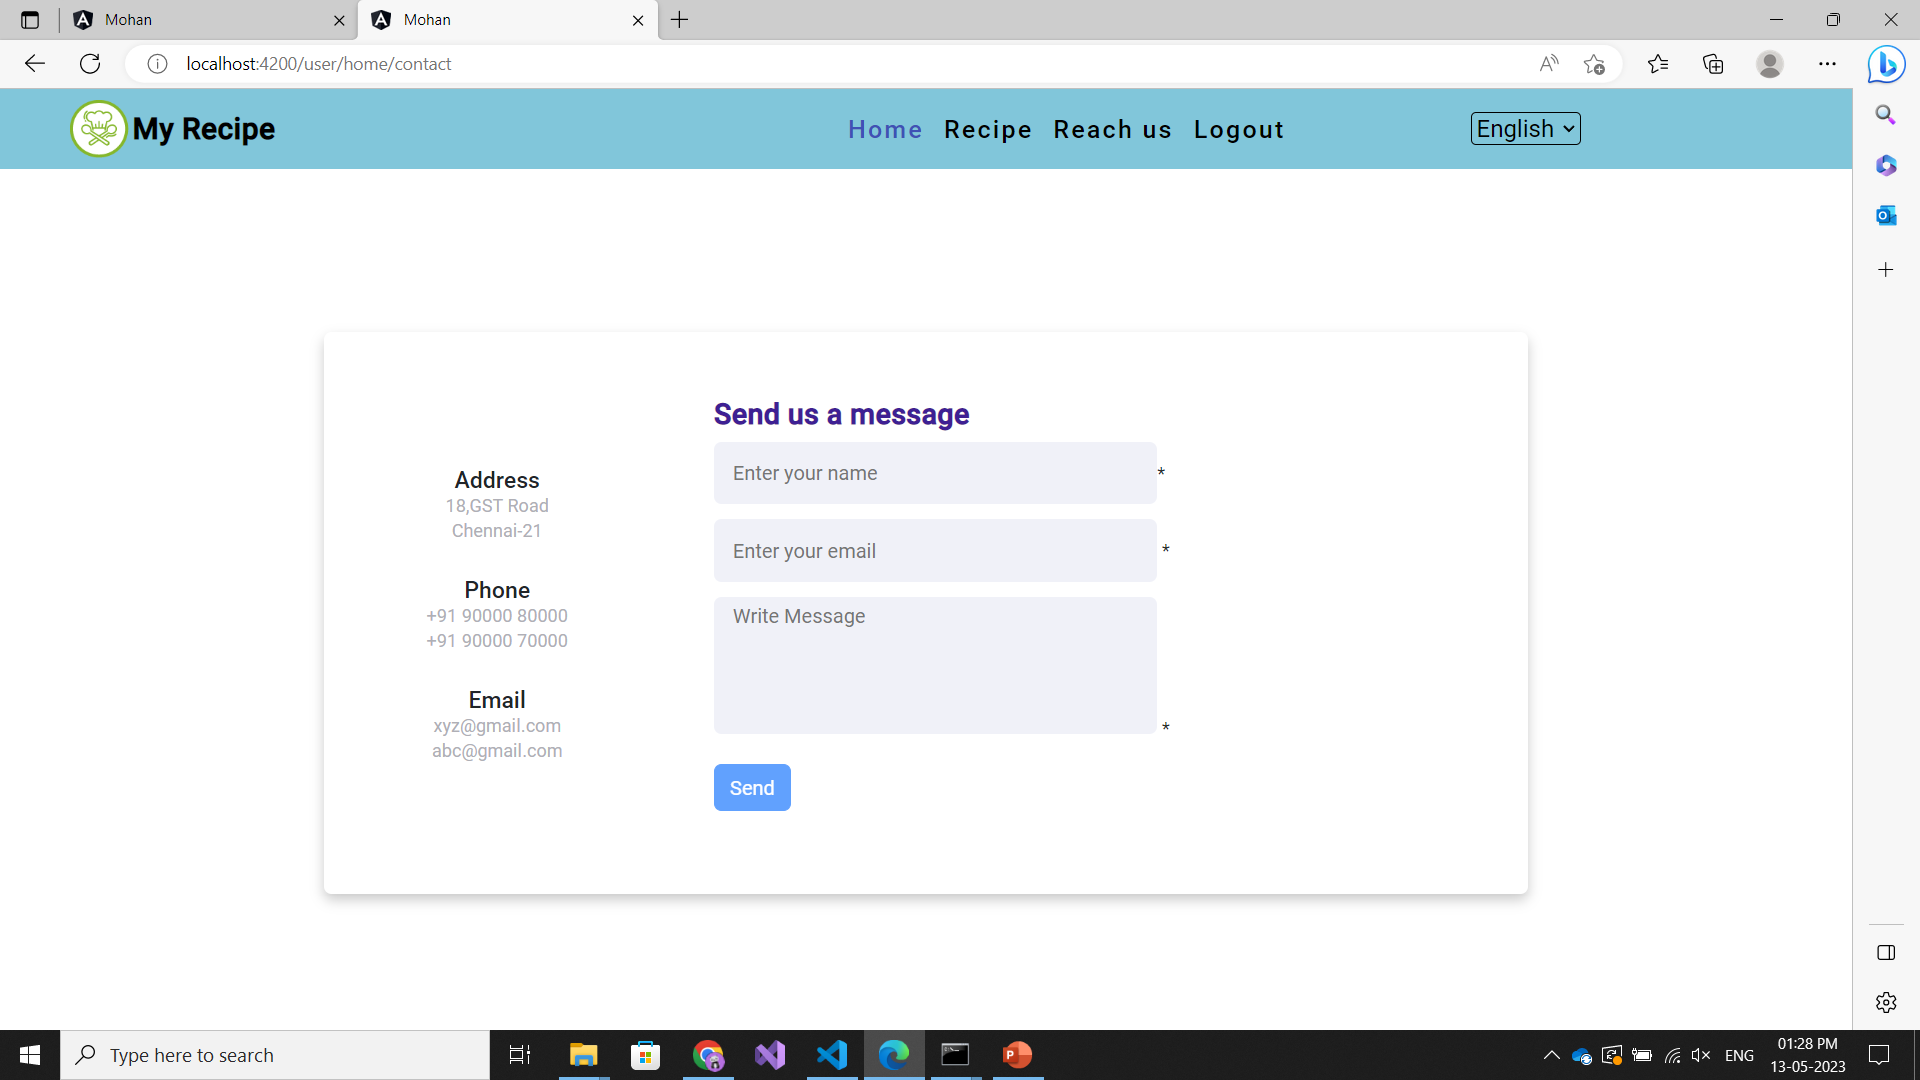 Mohan
Mohan
localhost:4200/user/home/contact
My Recipe
Home Recipe Reach us Logout
English
Send us a message
Enter your name *
Address
18,GST Road
Chennai-21
Enter your email *
Phone
+91 90000 80000
+91 90000 70000
Write Message
*
Email
xyz@gmail.com
abc@gmail.com
Send
Type here to search
ENG
01:28 PM
13-05-2023